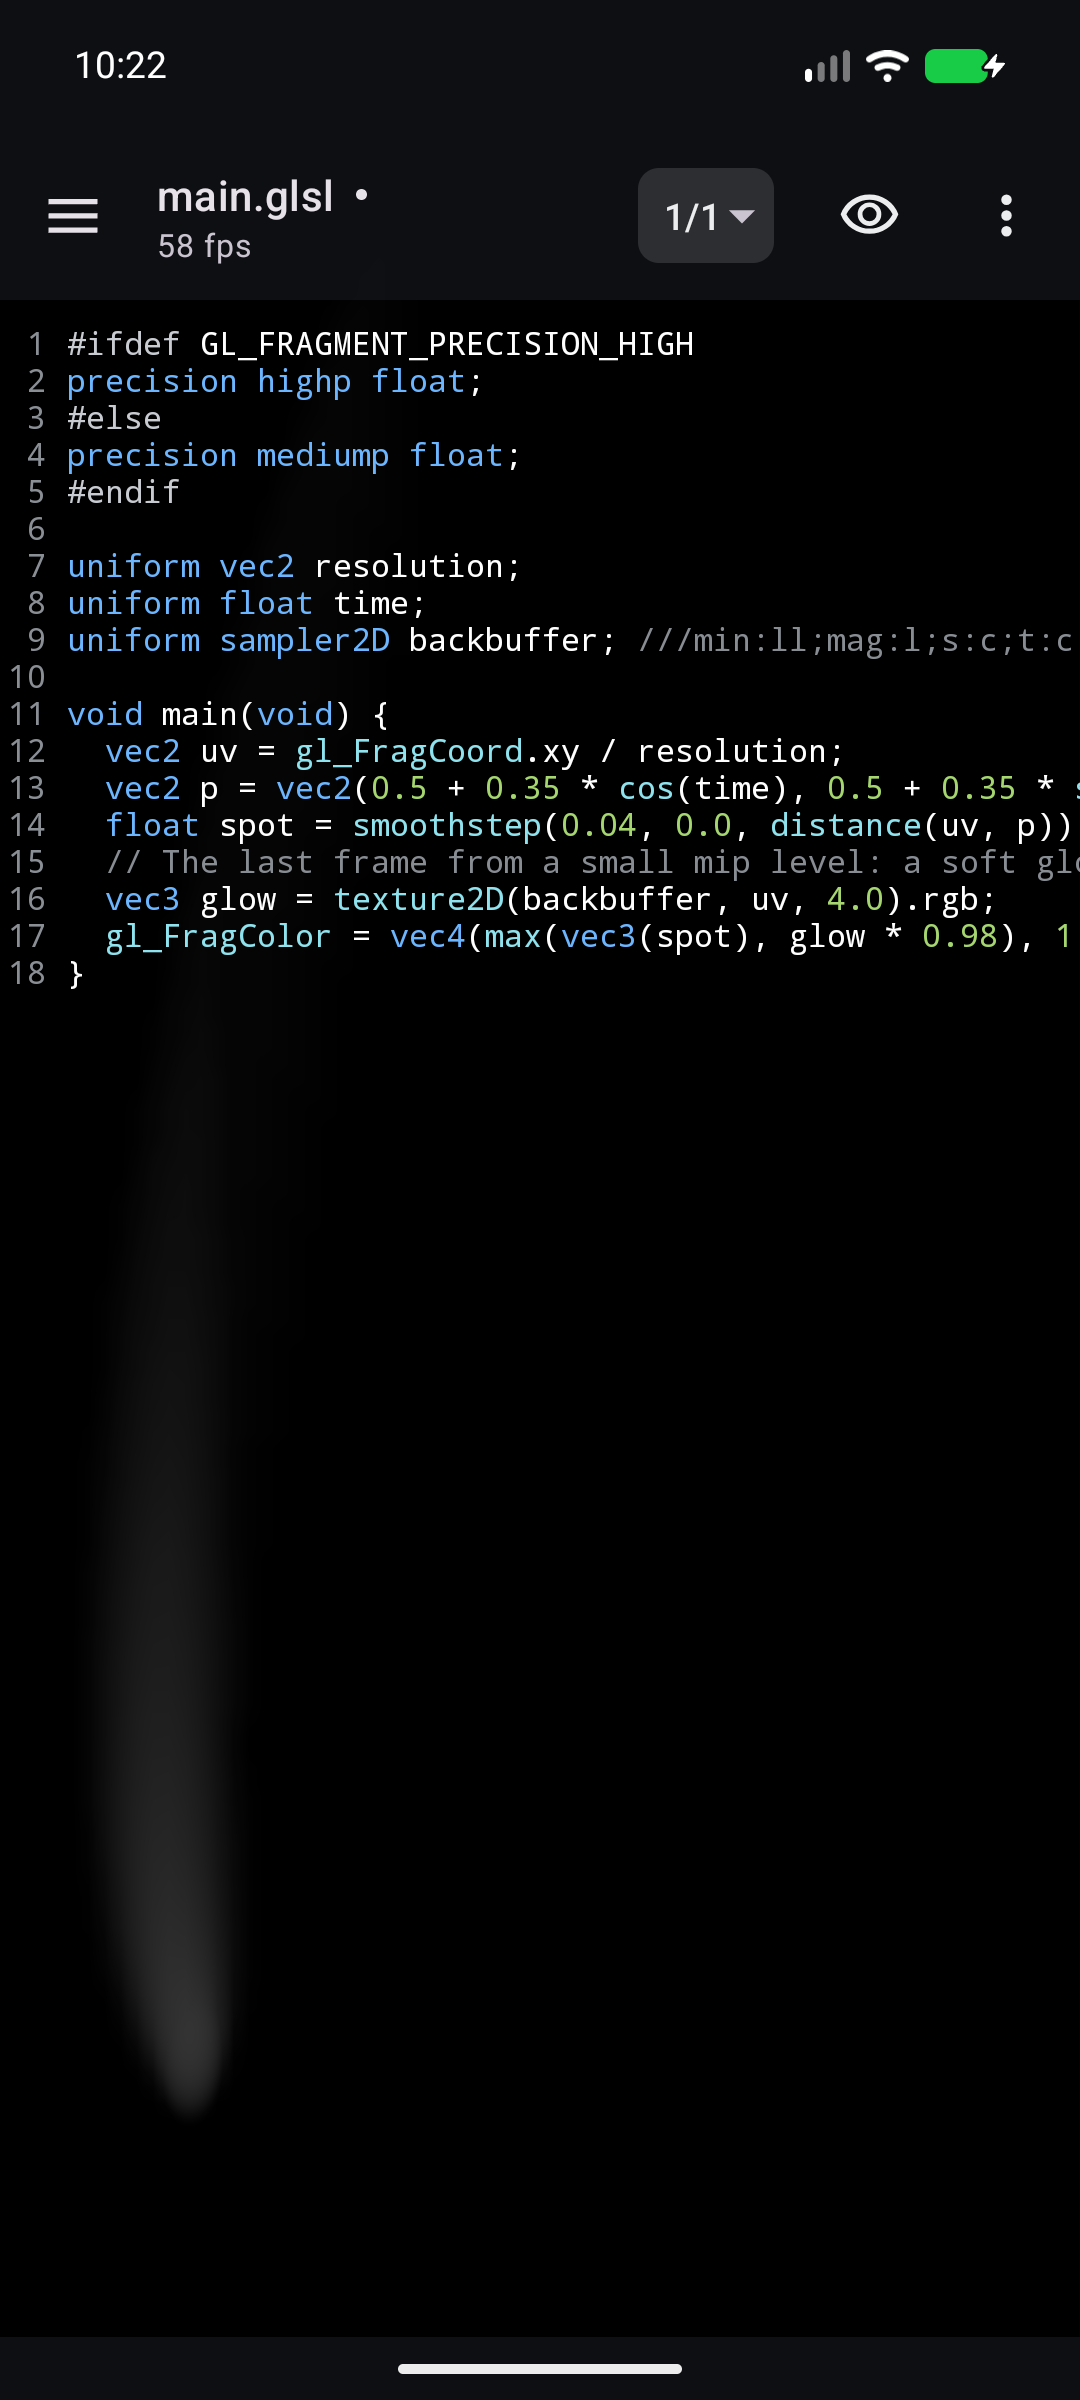 10:22
main.glsl •
58 fps
1/1
1 #ifdef GL_FRAGMENT_PRECISION_HIGH
2 precision highp float;
3 #else
4 precision mediump float;
5 #endif
6
7 uniform vec2 resolution;
8 uniform float time;
9 uniform sampler2D backbuffer; ///min:ll;mag:l;s:c;t:c
10
11 void main(void) {
12 vec2 uv = gl_FragCoord.xy / resolution;
13 vec2 p = vec2(0.5 + 0.35 * cos(time), 0.5 + 0.35 *
14 float spot = smoothstep(0.04, 0.0, distance(uv, p))
15 // The last frame from a small mip level: a soft
16 vec3 glow = texture2D(backbuffer, uv, 4.0).rgb;
17 gl_FragColor = vec4(max(vec3(spot), glow * 0.98), 1
18 }